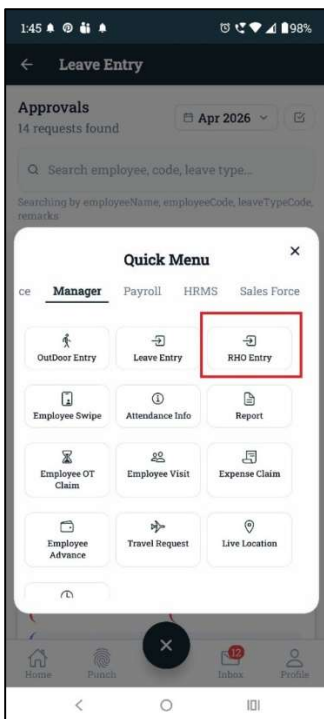 1:45 98%
Leave Entry
Approvals
14 requests found
Apr 2026
Search employee, code, leave type...
Searching by employeeName, employeeCode, leaveTypeCode,
remarks
Quick Menu
ce Manager Payroll HRMS Sales Force
OutDoor Entry Leave Entry RHO Entry
Employee Swipe Attendance Info Report
Employee OT
Claim
Employee Visit Expense Claim
Employee
Advance
Travel Request Live Location
12
Home Punch Inbox Profile